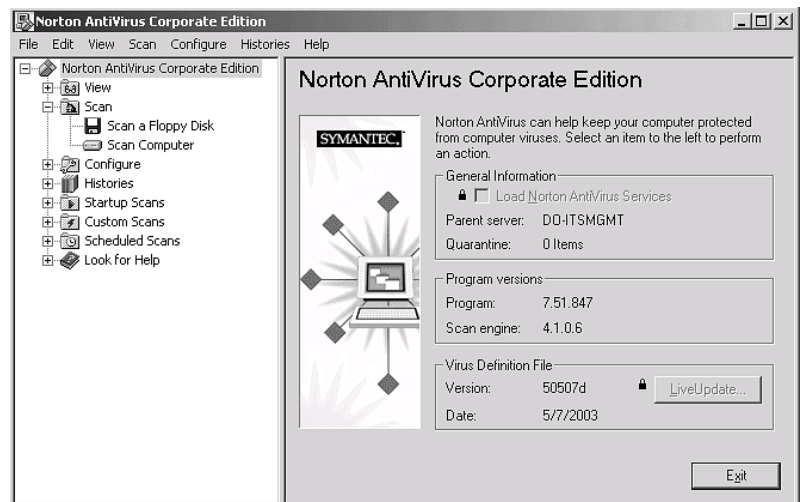 Norton AntiVirus Corporate Edition
File Edit View Scan Configure Histories Help
Norton AntiVirus Corporate Edition
View
Scan
Scan a Floppy Disk
Scan Computer
Configure
Histories
Startup Scans
Custom Scans
Scheduled Scans
Look for Help
Norton AntiVirus Corporate Edition
SYMANTEC.
Norton AntiVirus can help keep your computer protected
from computer viruses. Select an item to the left to perform
an action.
General Information
Load Norton AntiVirus Services
Parent server: DO-ITSMGMT
Quarantine: 0 Items
Program versions
Program: 7.51.847
Scan engine: 4.1.0.6
Virus Definition File
Version: 50507d
LiveUpdate...
Date: 5/7/2003
Exit